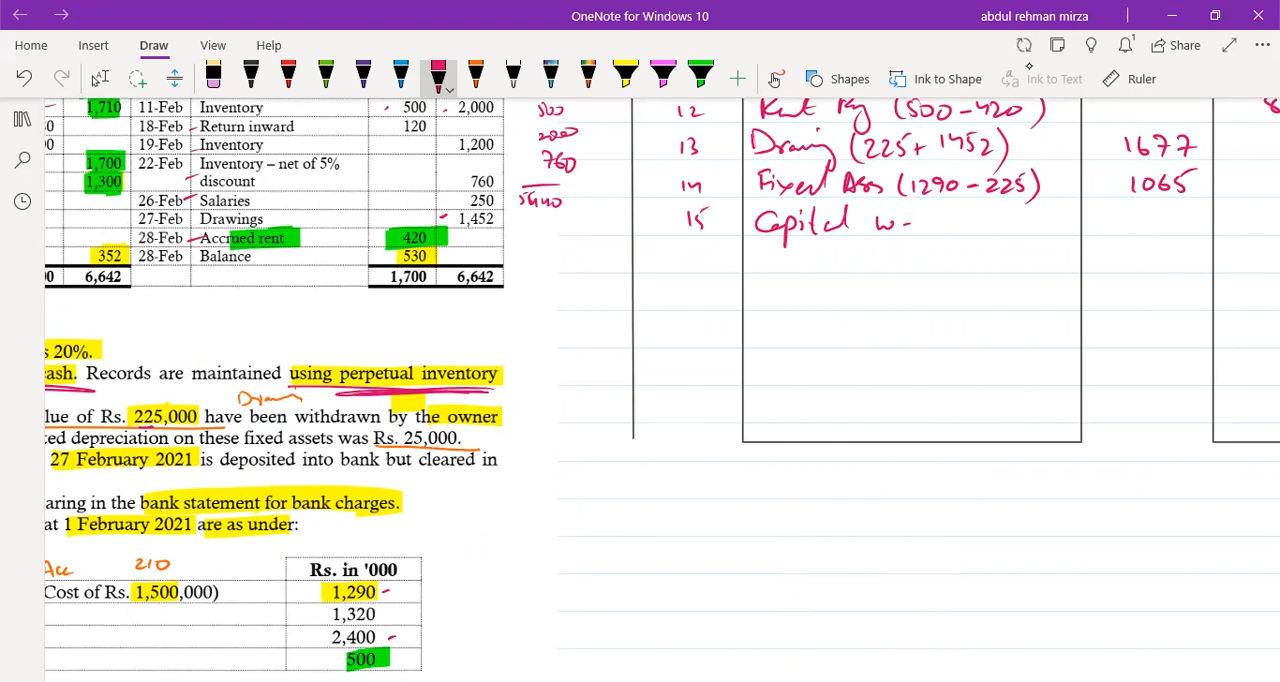 OneNote for Windows 10
abdul rehman mirza
Home Insert Draw View Help
Share
Shapes Ink to Shape Ink to Text Ruler
1,710 11-Feb Inventory 500 2,000
18-Feb Return inward 120
19-Feb Inventory 1,200
1,700 22-Feb Inventory – net of 5%
1,300 discount 760
26-Feb Salaries 250
27-Feb Drawings 1,452
28-Feb Accrued rent 420
352 28-Feb Balance 530
00 6,642 1,700 6,642
s 20%.
cash. Records are maintained using perpetual inventory
Drawi
lue of Rs. 225,000 have been withdrawn by the owner
ted depreciation on these fixed assets was Rs. 25,000.
27 February 2021 is deposited into bank but cleared in
aring in the bank statement for bank charges.
at 1 February 2021 are as under:
Acc 210
Rs. in '000
Cost of Rs. 1,500,000) 1,290
1,320
2,400
500
500
2000
760
5440
12 Rent Pay (500-420) 8
13 Drawing (225+1452) 1677
14 Fixed Ass (1290-225) 1065
15 Capital w-